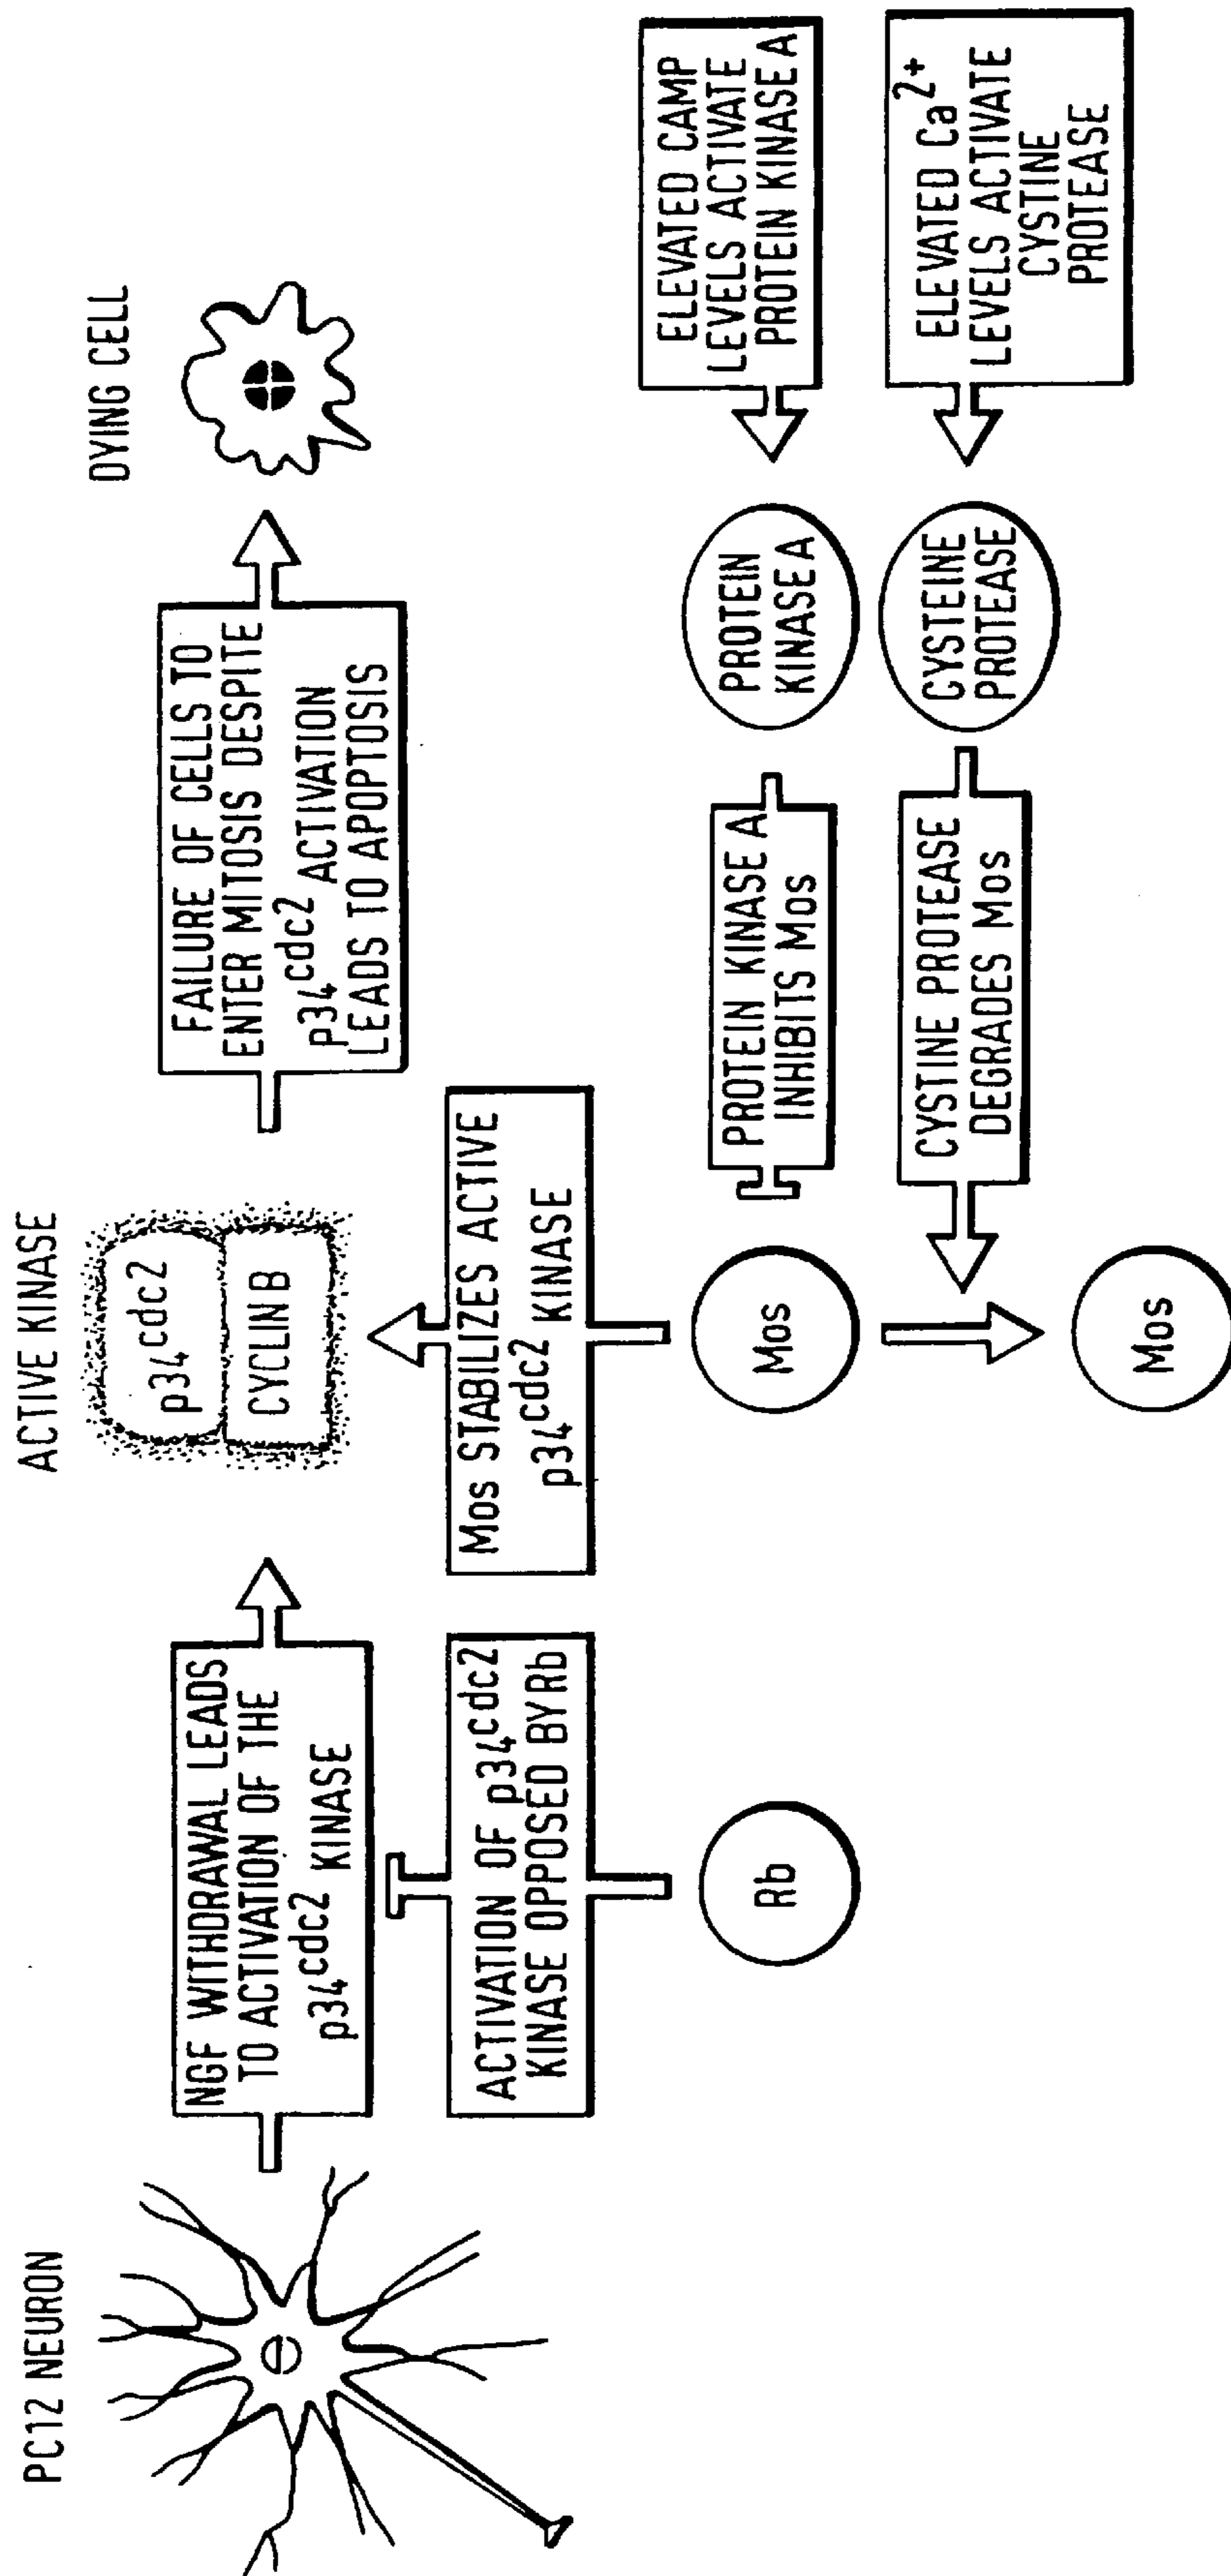 PC12 NEURON
NGF WITHDRAWAL LEADS
TO ACTIVATION OF THE
p34cdc2 KINASE
ACTIVE KINASE
p34cdc2
CYCLIN B
FAILURE OF CELLS TO
ENTER MITOSIS DESPITE
p34cdc2 ACTIVATION
LEADS TO APOPTOSIS
DYING CELL
ACTIVATION OF p34cdc2
KINASE OPPOSED BY Rb
Rb
Mos STABILIZES ACTIVE
p34cdc2 KINASE
Mos
PROTEIN KINASE A
INHIBITS Mos
PROTEIN
KINASE A
ELEVATED CAMP
LEVELS ACTIVATE
PROTEIN KINASE A
CYSTINE PROTEASE
DEGRADES Mos
CYSTEINE
PROTEASE
ELEVATED Ca2+
LEVELS ACTIVATE
CYSTINE
PROTEASE
Mos